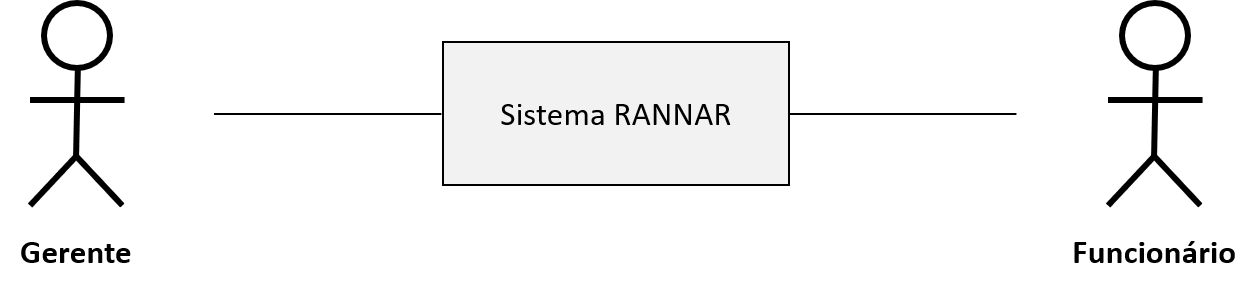 Sistema RANNAR
Gerente
Funcionário